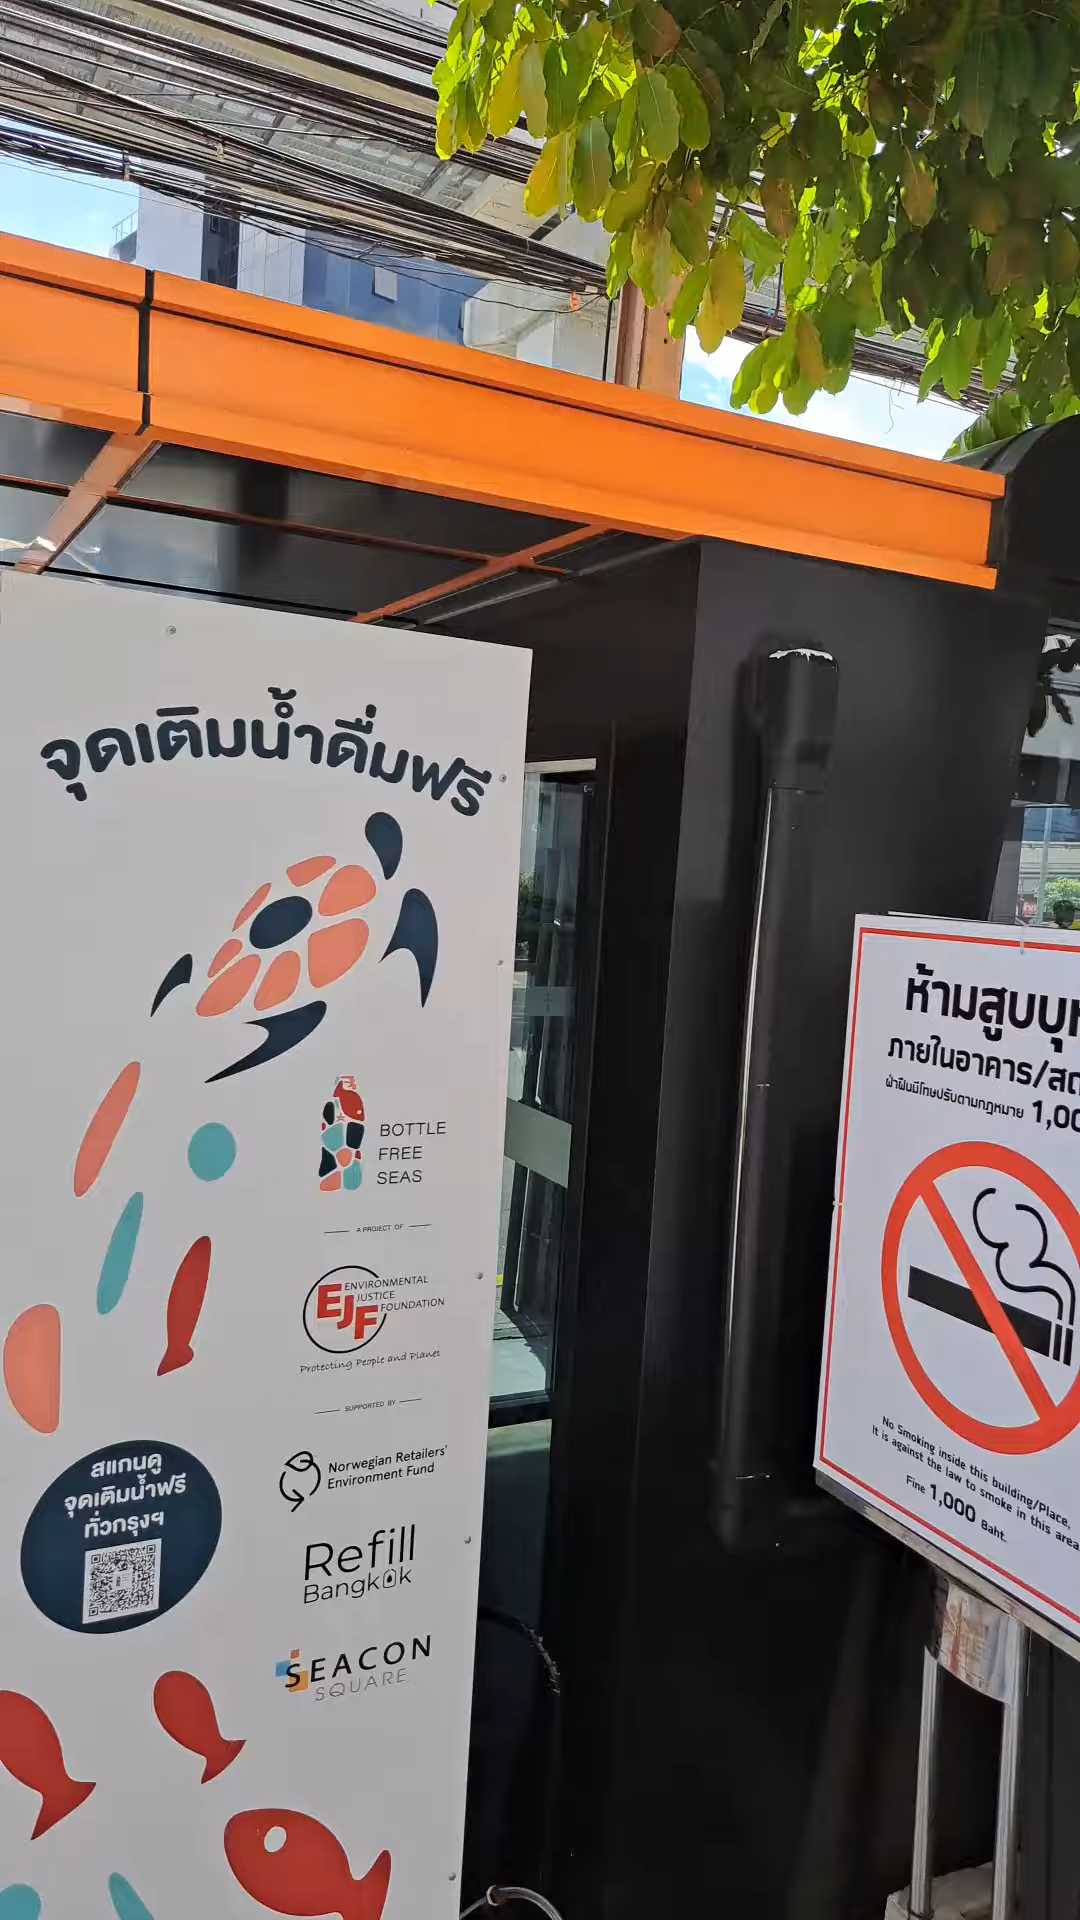 จุดเติมน้ำดื่มฟรี
BOTTLE
FREE
SEAS
A PROJECT OF
ENVIRONMENTAL
JUSTICE
FOUNDATION
EJF
Protecting People and Planet
SUPPORTED BY
Norwegian Retailers'
Environment Fund
Refill
Bangkok
SEACON
SQUARE
สแกนดู
จุดเติมน้ำฟรี
ทั่วกรุงฯ
ห้ามสูบบุ
ภายในอาคาร/
ฝ่าฝืนมีโทษปรับตามกฎหมาย 1,00
No Smoking inside this building/Place,
It is against the law to smoke in this area
Fine 1,000 Baht.